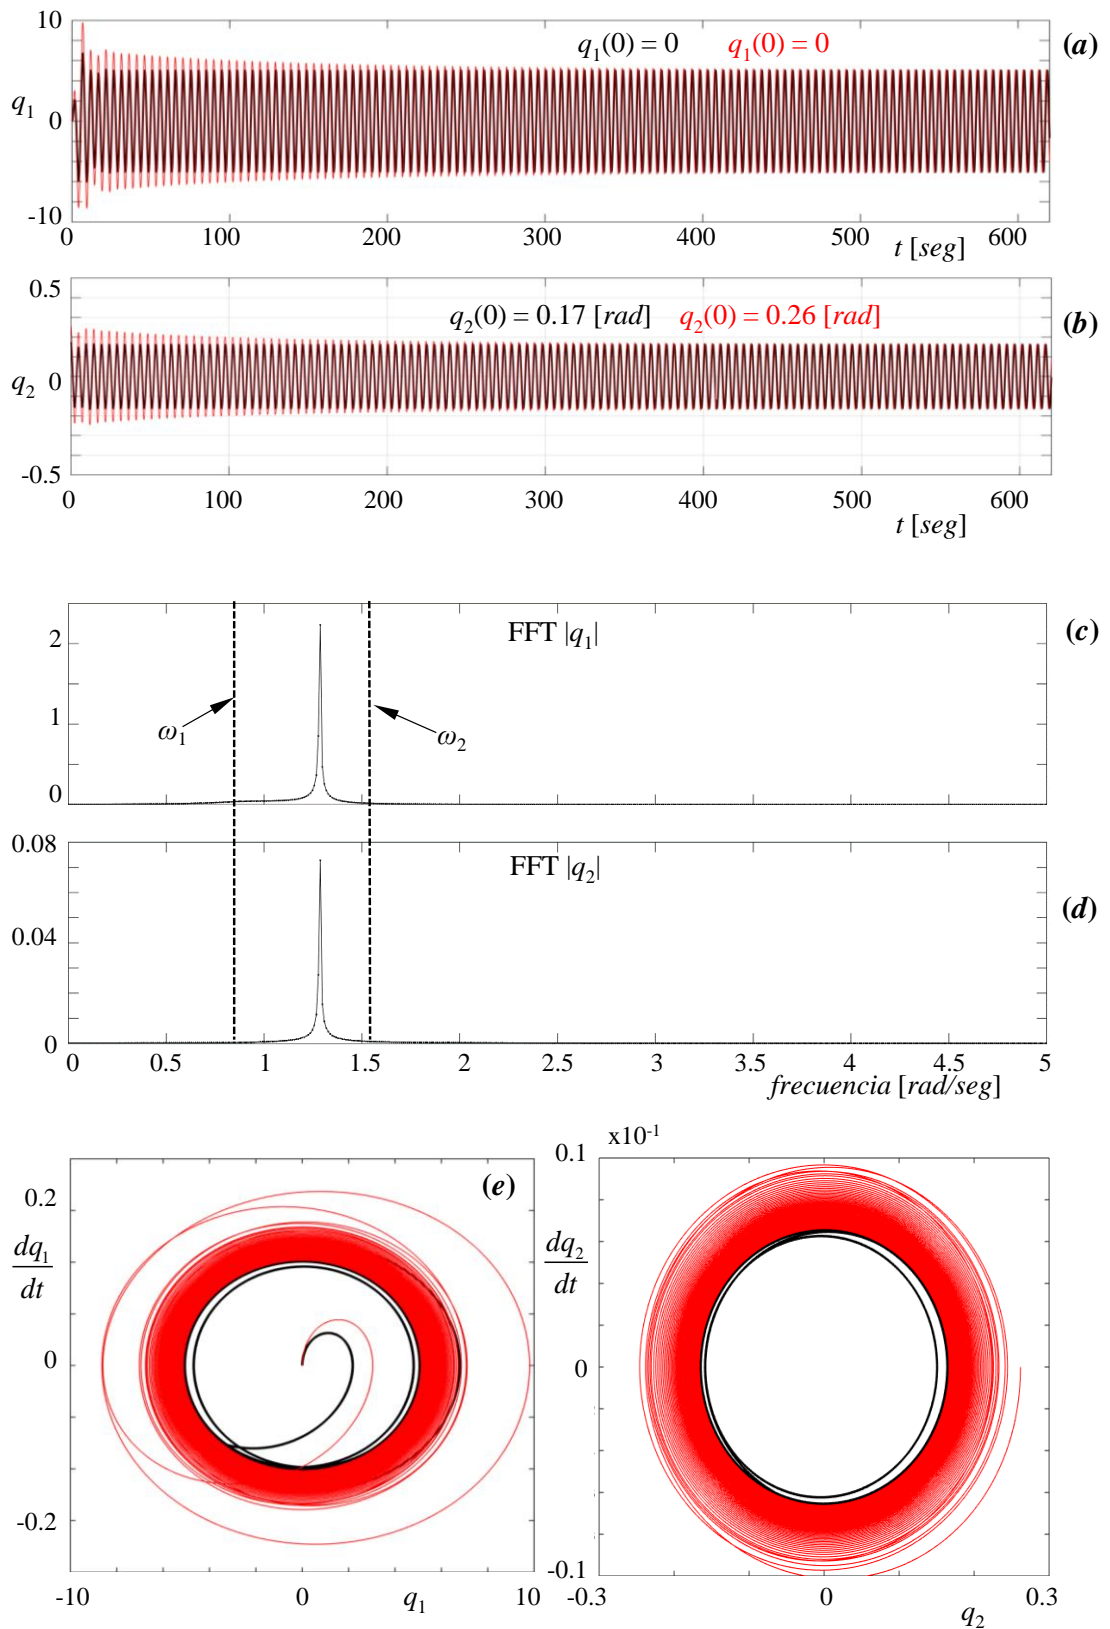 10
q₁(0) = 0 q₁(0) = 0 (a)
q₁
0
-10
0 100 200 300 400 500 600
t [seg]
0.5
q₂(0) = 0.17 [rad] q₂(0) = 0.26 [rad] (b)
q₂ 0
-0.5
0 100 200 300 400 500 600
t [seg]
FFT |q₁| (c)
2
1
ω₁ ω₂
0
0.08
FFT |q₂|
(d)
0.04
0
0 0.5 1 1.5 2 2.5 3 3.5 4 4.5 5
frecuencia [rad/seg]
x10⁻¹
0.1
(e)
0.2
dq₁/dt
dq₂/dt
0
0
-0.2
-0.1
-10 0 q₁ 10
-0.3 0 q₂ 0.3